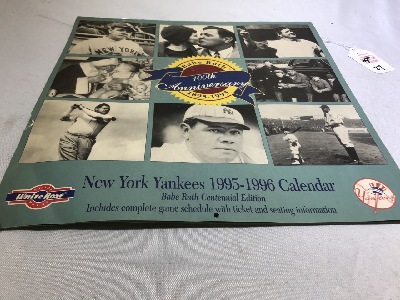 NEW YORK
Babe Ruth
100th
Anniversary
1895-1995
New York Yankees 1995-1996 Calendar
Babe Ruth Centennial Edition
Includes complete game schedule with ticket and seating information